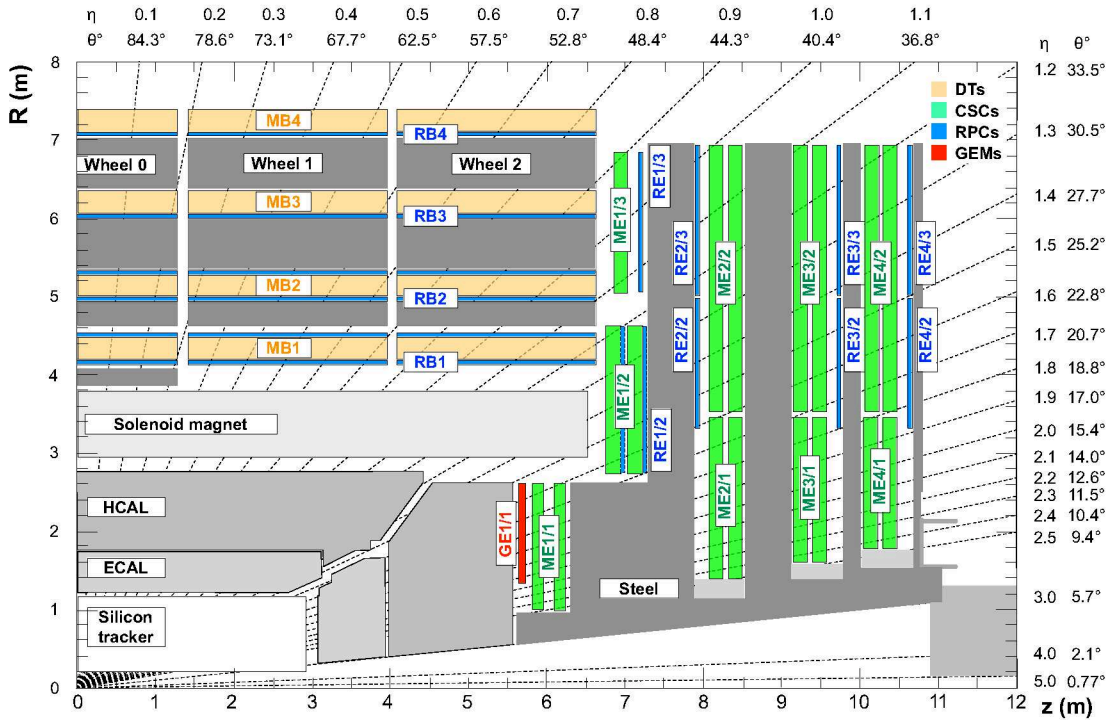 η 0.1 0.2 0.3 0.4 0.5 0.6 0.7 0.8 0.9 1.0 1.1
θ° 84.3° 78.6° 73.1° 67.7° 62.5° 57.5° 52.8° 48.4° 44.3° 40.4° 36.8° η θ°
R (m)
8
7
6
5
4
3
2
1
0
1.2 33.5°
1.3 30.5°
1.4 27.7°
1.5 25.2°
1.6 22.8°
1.7 20.7°
1.8 18.8°
1.9 17.0°
2.0 15.4°
2.1 14.0°
2.2 12.6°
2.3 11.5°
2.4 10.4°
2.5 9.4°
3.0 5.7°
4.0 2.1°
5.0 0.77°
DTs
CSCs
RPCs
GEMs
MB4
RB4
Wheel 0 Wheel 1 Wheel 2
MB3
RB3
MB2
RB2
MB1
RB1
Solenoid magnet
HCAL
ECAL
Silicon
tracker
Steel
GE1/1
ME1/1
ME1/2
ME1/3
RE1/3
RE1/2
RE2/3
RE2/2
ME2/2
ME2/1
ME3/2
ME3/1
RE3/3
RE3/2
ME4/2
ME4/1
RE4/3
RE4/2
0 1 2 3 4 5 6 7 8 9 10 11 12
z (m)